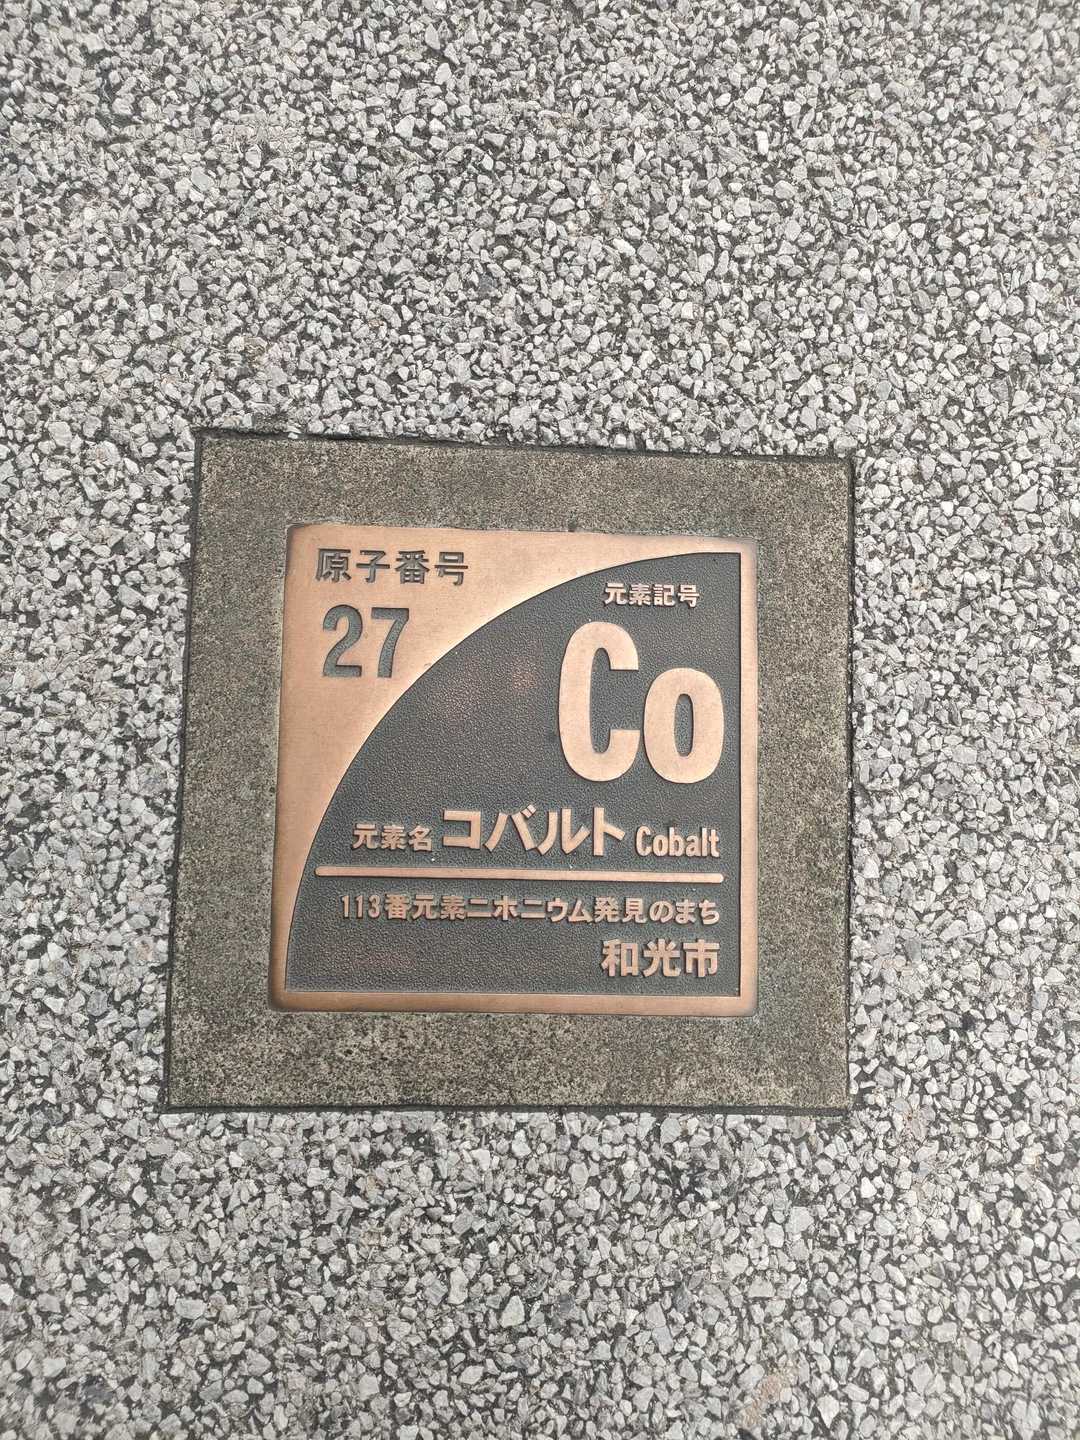 原子番号
27
元素記号
Co
元素名 コバルト Cobalt
113番元素ニホニウム発見のまち
和光市